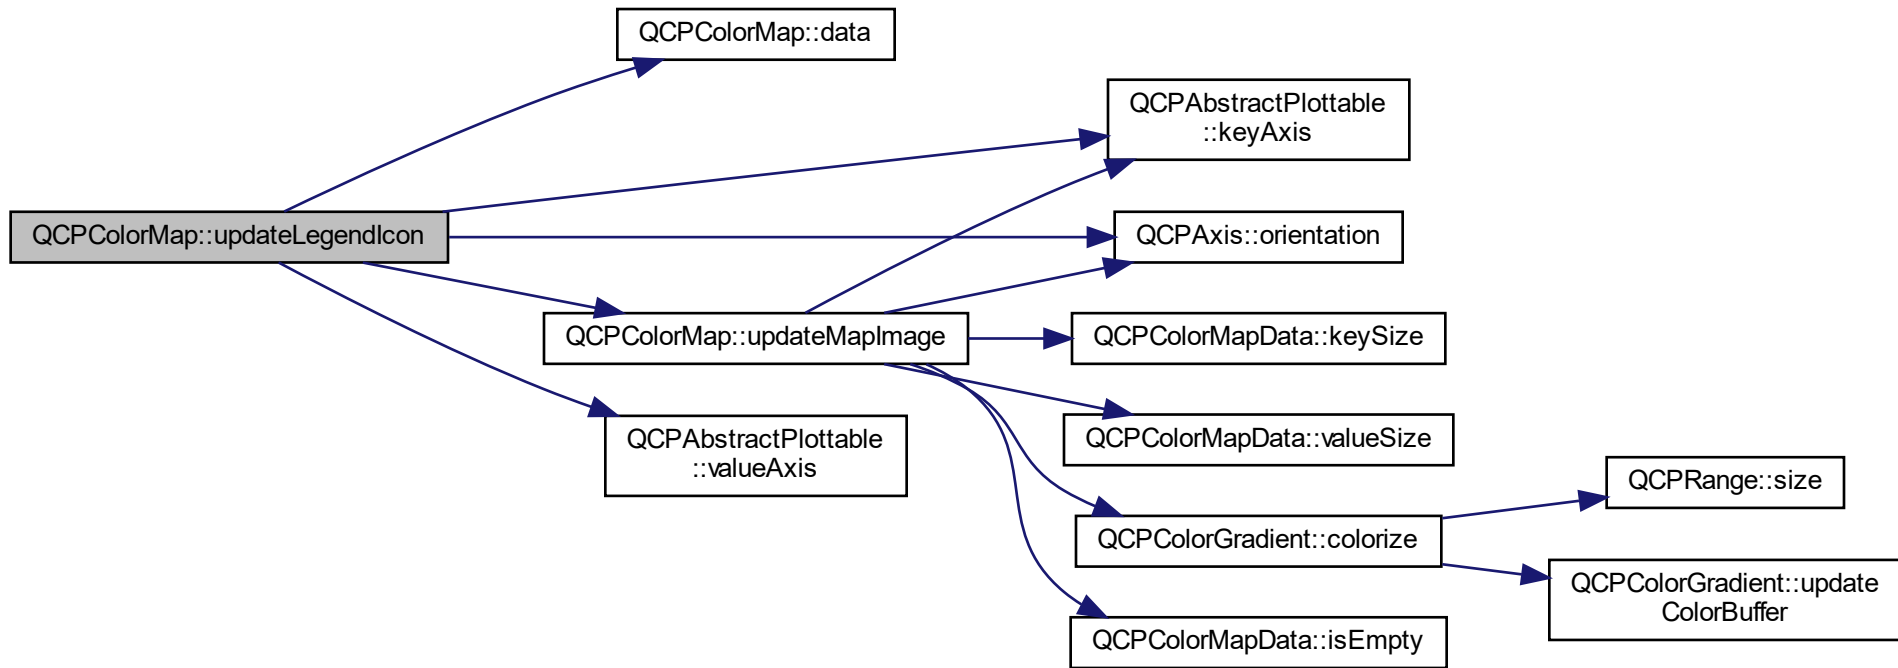 QCPColorMap::data
QCPAbstractPlottable
::keyAxis
QCPColorMap::updateLegendIcon
QCPAxis::orientation
QCPColorMap::updateMapImage
QCPColorMapData::keySize
QCPAbstractPlottable
::valueAxis
QCPColorMapData::valueSize
QCPRange::size
QCPColorGradient::colorize
QCPColorGradient::update
ColorBuffer
QCPColorMapData::isEmpty